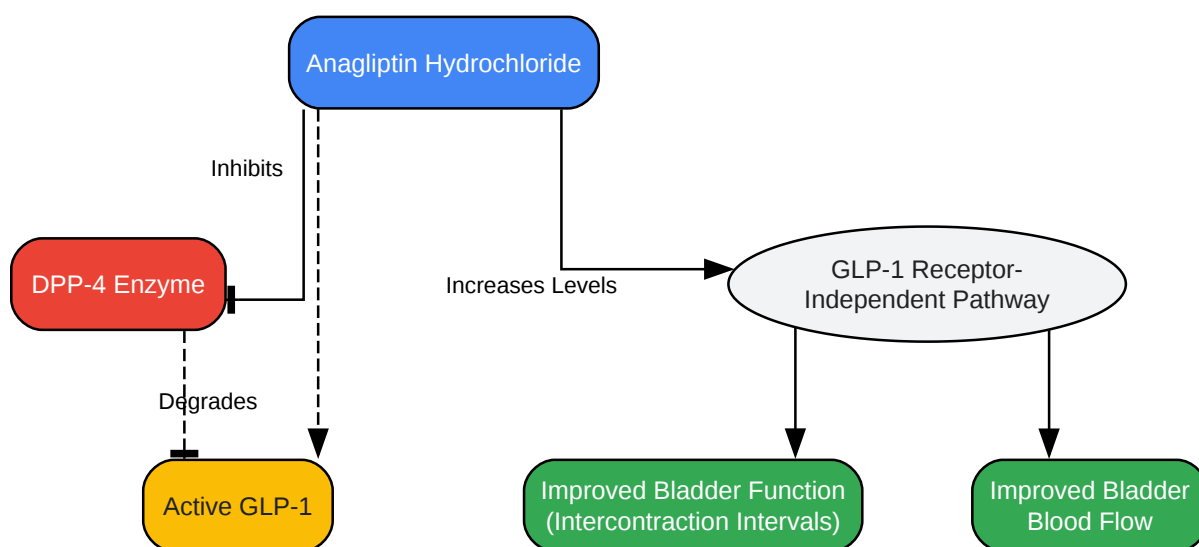 Anagliptin Hydrochloride
Inhibits
DPP-4 Enzyme
Increases Levels
GLP-1 Receptor-
Independent Pathway
Degrades
Active GLP-1
Improved Bladder Function
(Intercontraction Intervals)
Improved Bladder
Blood Flow